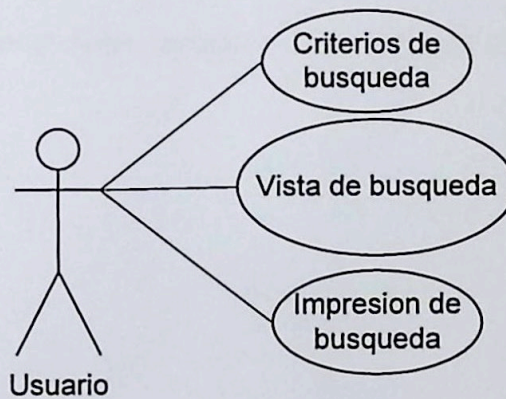 Criterios de
busqueda
Vista de busqueda
Impresion de
busqueda
Usuario